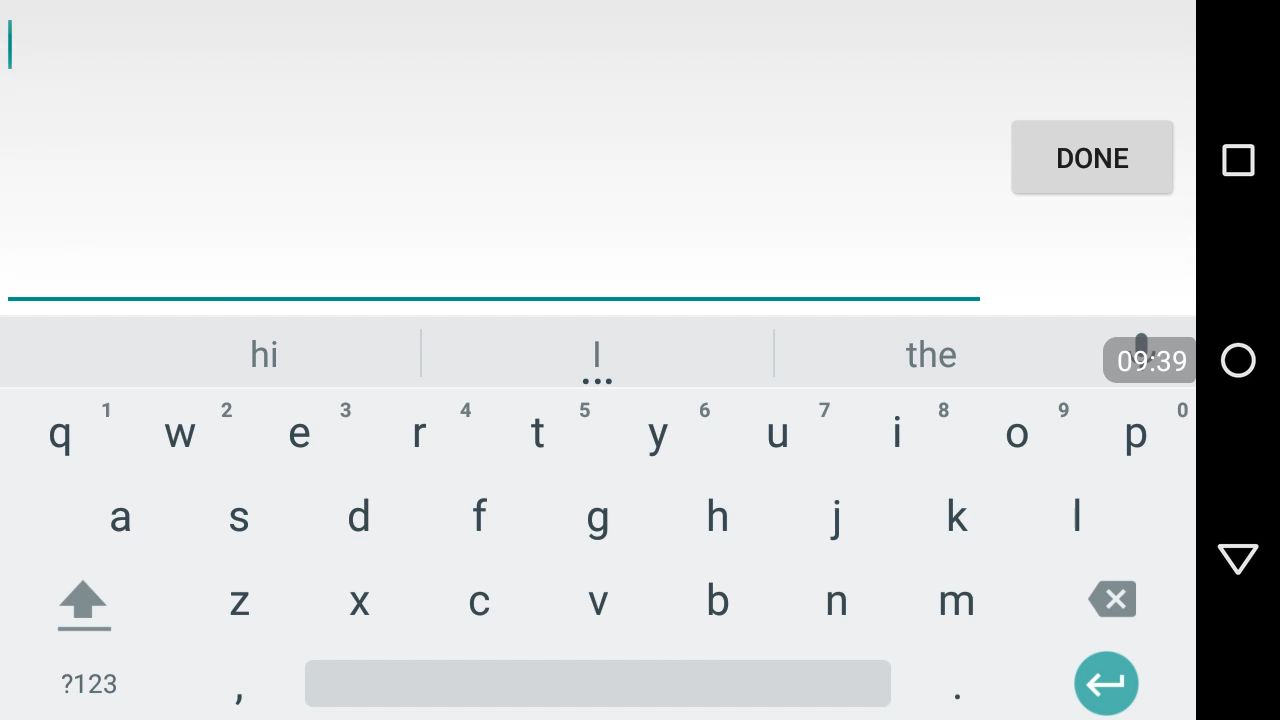 DONE
hi I the
09:39
q 1 w 2 e 3 r 4 t 5 y 6 u 7 i 8 o 9 p 0
a s d f g h j k l
z x c v b n m
?123 , .